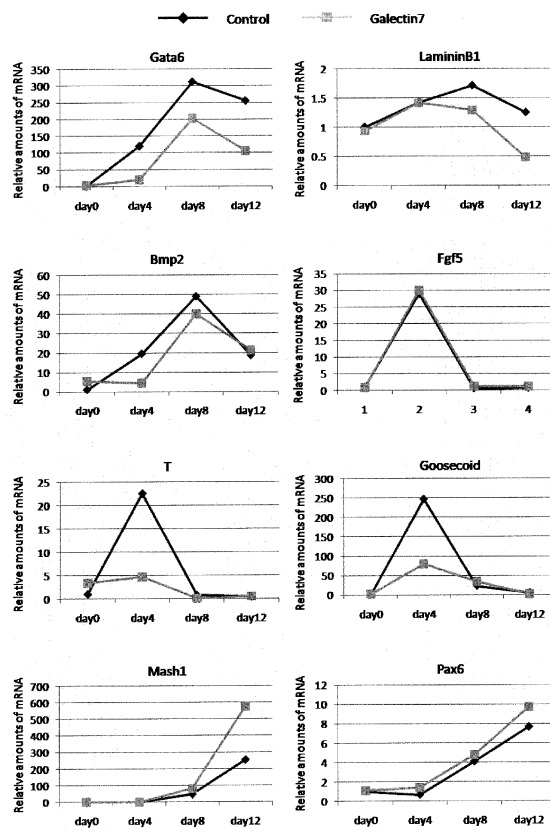 Control Galectin7
Gata6
Relative amounts of mRNA
350
300
250
200
150
100
50
0
day0 day4 day8 day12
LamininB1
Relative amounts of mRNA
2
1.5
1
0.5
0
day0 day4 day8 day12
Bmp2
Relative amounts of mRNA
60
50
40
30
20
10
0
day0 day4 day8 day12
Fgf5
Relative amounts of mRNA
35
30
25
20
15
10
5
0
1 2 3 4
T
Relative amounts of mRNA
25
20
15
10
5
0
day0 day4 day8 day12
Goosecoid
Relative amounts of mRNA
300
250
200
150
100
50
0
day0 day4 day8 day12
Mash1
Relative amounts of mRNA
700
600
500
400
300
200
100
0
day0 day4 day8 day12
Pax6
Relative amounts of mRNA
12
10
8
6
4
2
0
day0 day4 day8 day12